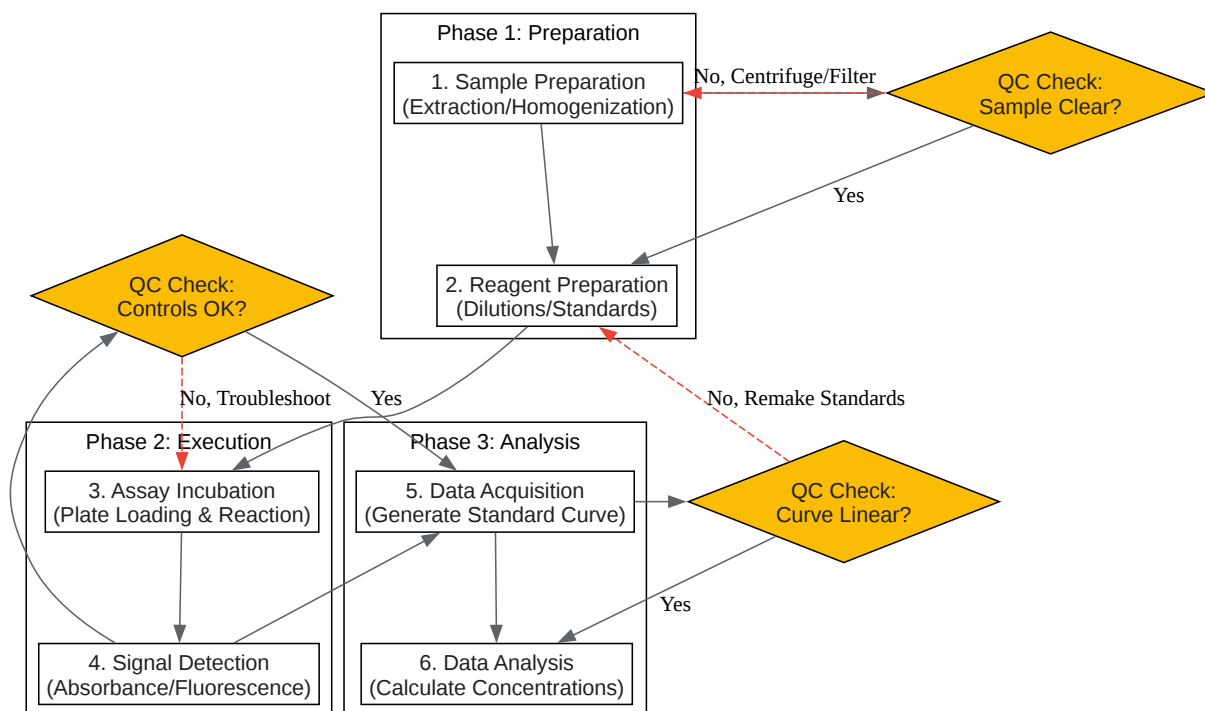 Phase 1: Preparation
1. Sample Preparation
(Extraction/Homogenization)
No, Centrifuge/Filter
QC Check:
Sample Clear?
Yes
2. Reagent Preparation
(Dilutions/Standards)
QC Check:
Controls OK?
No, Troubleshoot
Yes
No, Remake Standards
Phase 2: Execution
3. Assay Incubation
(Plate Loading & Reaction)
4. Signal Detection
(Absorbance/Fluorescence)
Phase 3: Analysis
5. Data Acquisition
(Generate Standard Curve)
QC Check:
Curve Linear?
Yes
6. Data Analysis
(Calculate Concentrations)